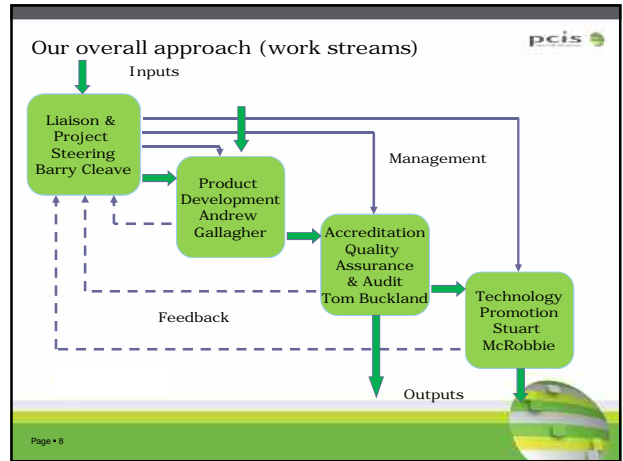 Our overall approach (work streams)
pcis
Inputs
Liaison &
Project
Steering
Barry Cleave
Management
Product
Development
Andrew
Gallagher
Accreditation
Quality
Assurance
& Audit
Tom Buckland
Technology
Promotion
Stuart
McRobbie
Feedback
Outputs
Page • 8